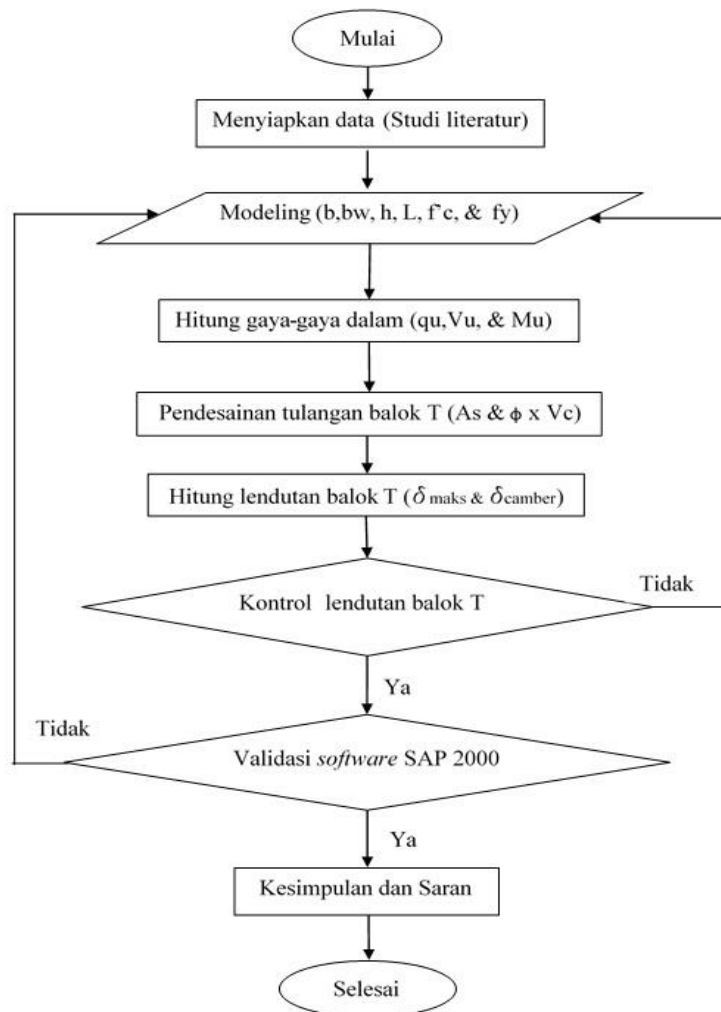 Mulai
Menyiapkan data (Studi literatur)
Modeling (b,bw, h, L, f'c, & fy)
Hitung gaya-gaya dalam (qu,Vu, & Mu)
Pendesainan tulangan balok T (As & ϕ x Vc)
Hitung lendutan balok T (δ maks & δ camber)
Kontrol lendutan balok T
Tidak
Ya
Tidak
Validasi software SAP 2000
Ya
Kesimpulan dan Saran
Selesai